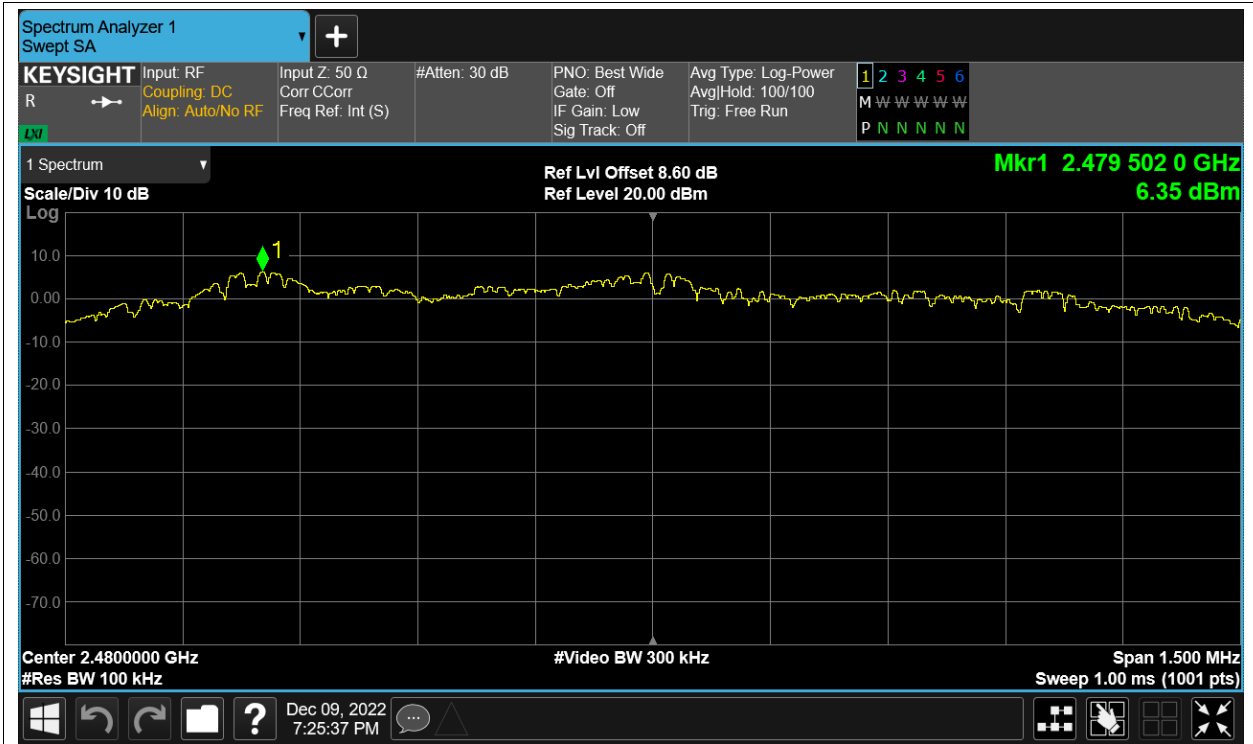 Spectrum Analyzer 1
Swept SA
KEYSIGHT
R
LXI
Input: RF
Coupling: DC
Align: Auto/No RF
Input Z: 50 Ω
Corr CCorr
Freq Ref: Int (S)
#Atten: 30 dB
PNO: Best Wide
Gate: Off
IF Gain: Low
Sig Track: Off
Avg Type: Log-Power
Avg|Hold: 100/100
Trig: Free Run
1 2 3 4 5 6
M W W W W W
P N N N N N
1 Spectrum
Scale/Div 10 dB
Log
Ref Lvl Offset 8.60 dB
Ref Level 20.00 dBm
Mkr1 2.479 502 0 GHz
6.35 dBm
1
10.0
0.00
-10.0
-20.0
-30.0
-40.0
-50.0
-60.0
-70.0
Center 2.4800000 GHz
#Res BW 100 kHz
#Video BW 300 kHz
Span 1.500 MHz
Sweep 1.00 ms (1001 pts)
?
Dec 09, 2022
7:25:37 PM